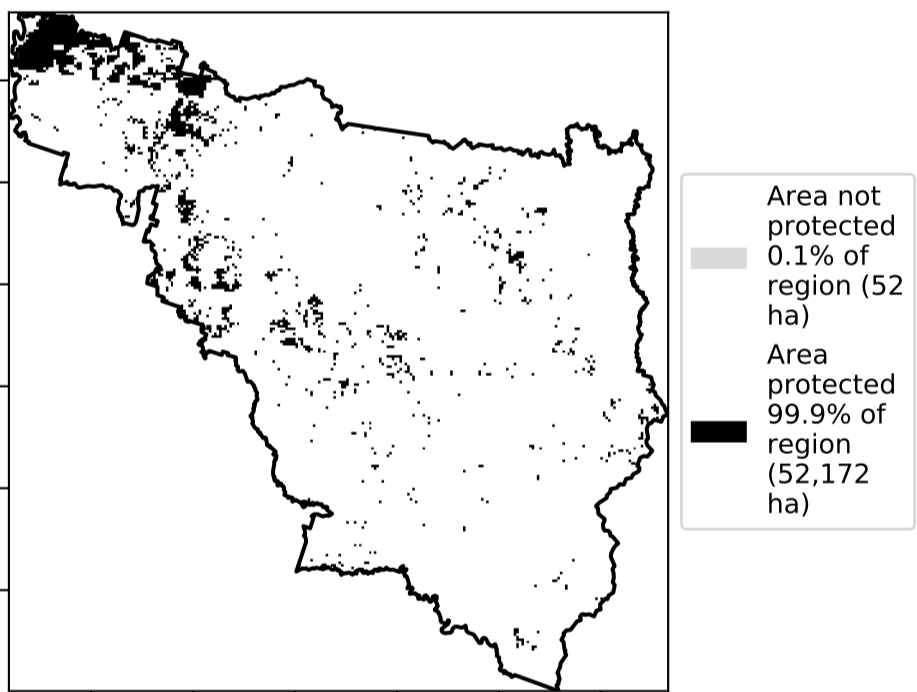 Area not
protected
0.1% of
region (52
ha)
Area
protected
99.9% of
region
(52,172
ha)